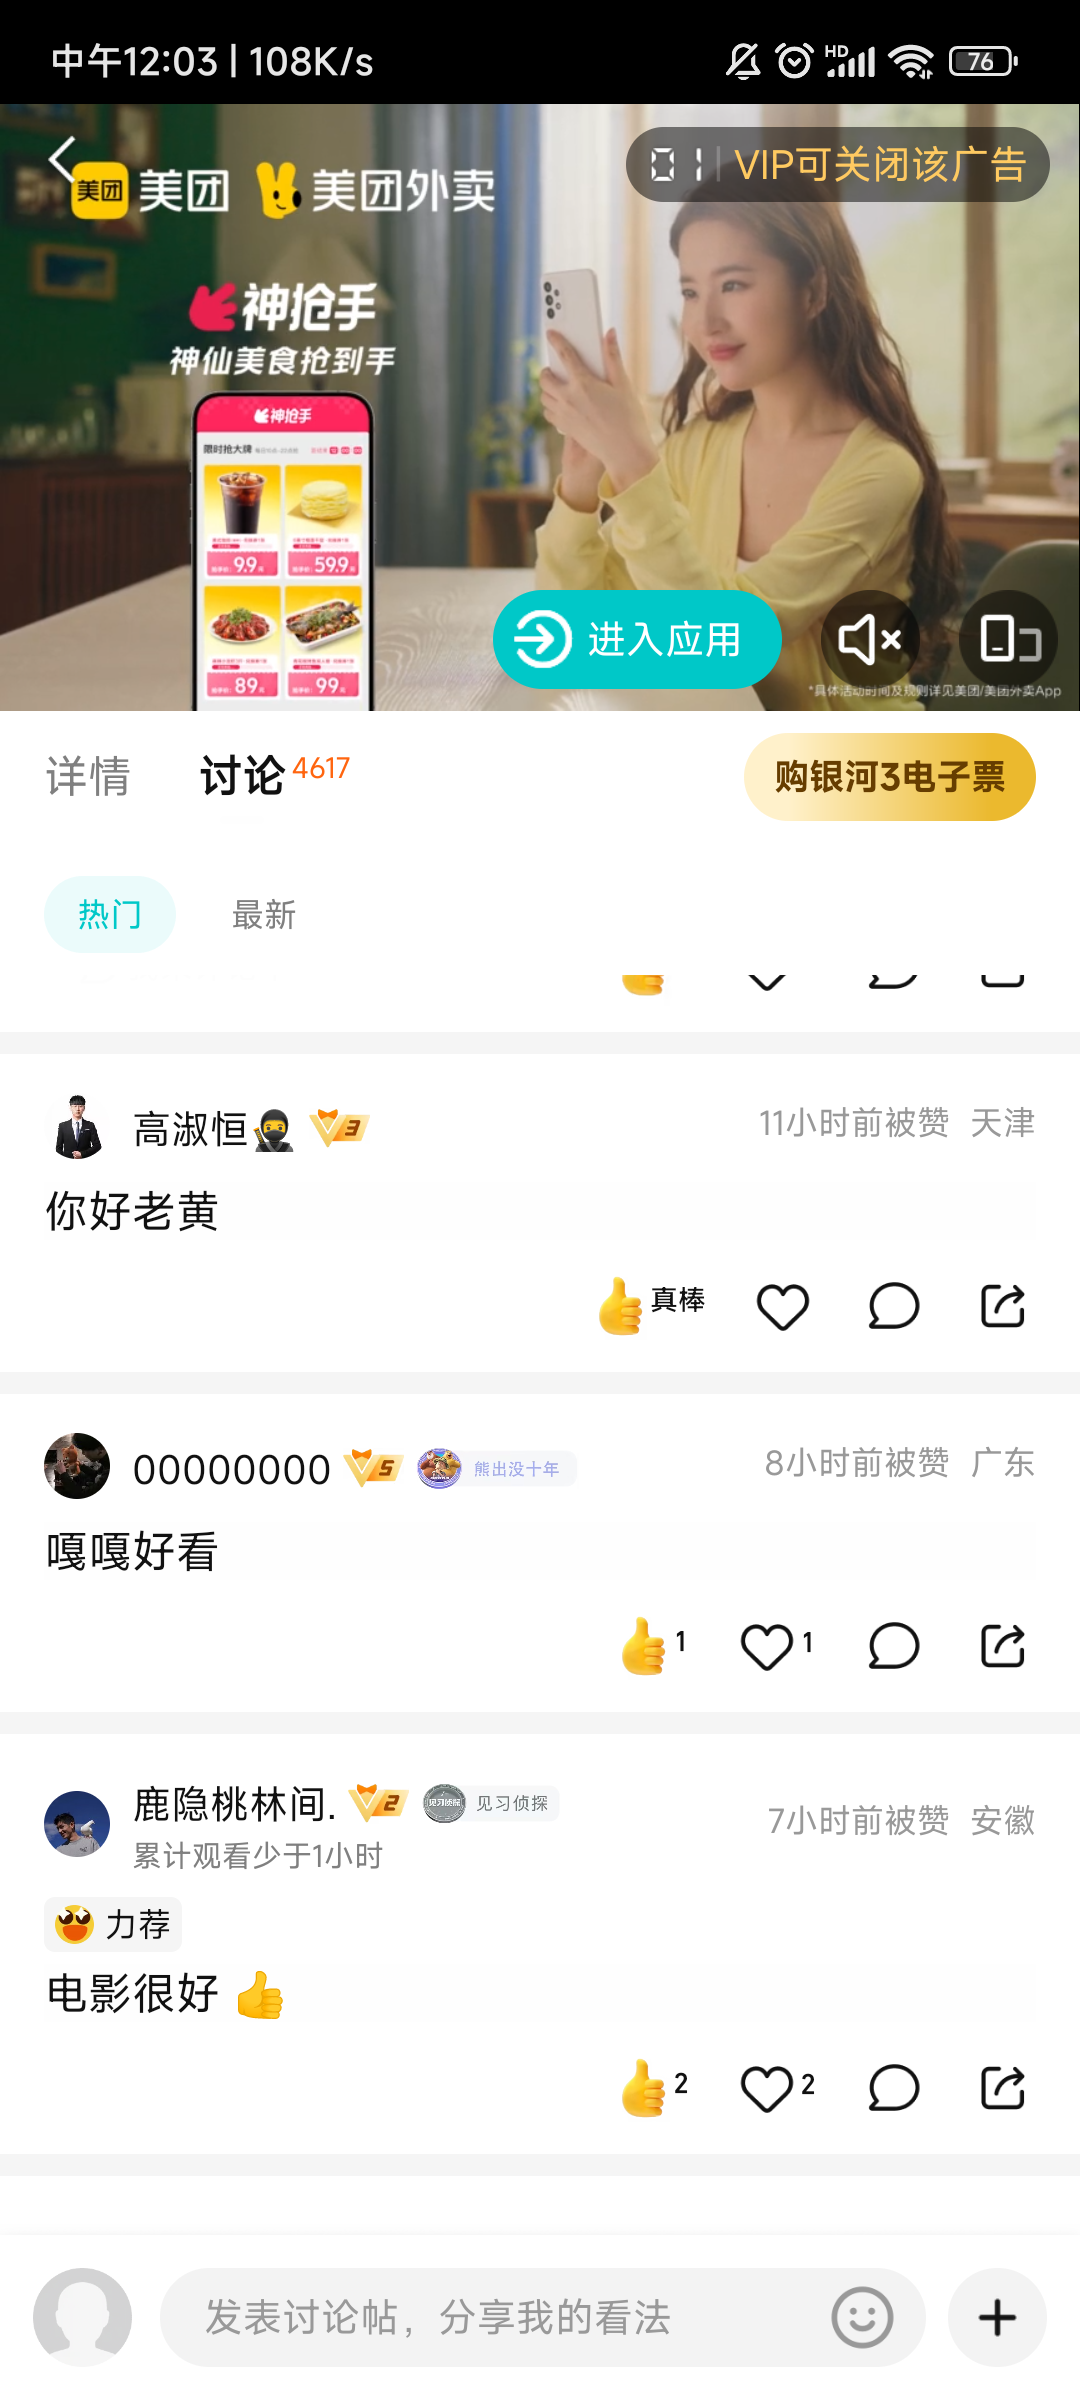 中午12:03 | 108K/s
HD
76
美团 美团 美团外卖
01 | VIP可关闭该广告
神抢手
神仙美食抢到手
神抢手
限时抢大牌
9.9
59.9
89
99
进入应用
*具体活动时间及规则详见美团/美团外卖App
详情
讨论 4617
购银河3电子票
热门
最新
高淑恒🥷 V3
11小时前被赞 天津
你好老黄
真棒
00000000 V5 熊出没十年
8小时前被赞 广东
嘎嘎好看
1
1
鹿隐桃林间. V2 见习侦探 见习侦探
累计观看少于1小时
7小时前被赞 安徽
力荐
电影很好 👍
2
2
发表讨论帖，分享我的看法